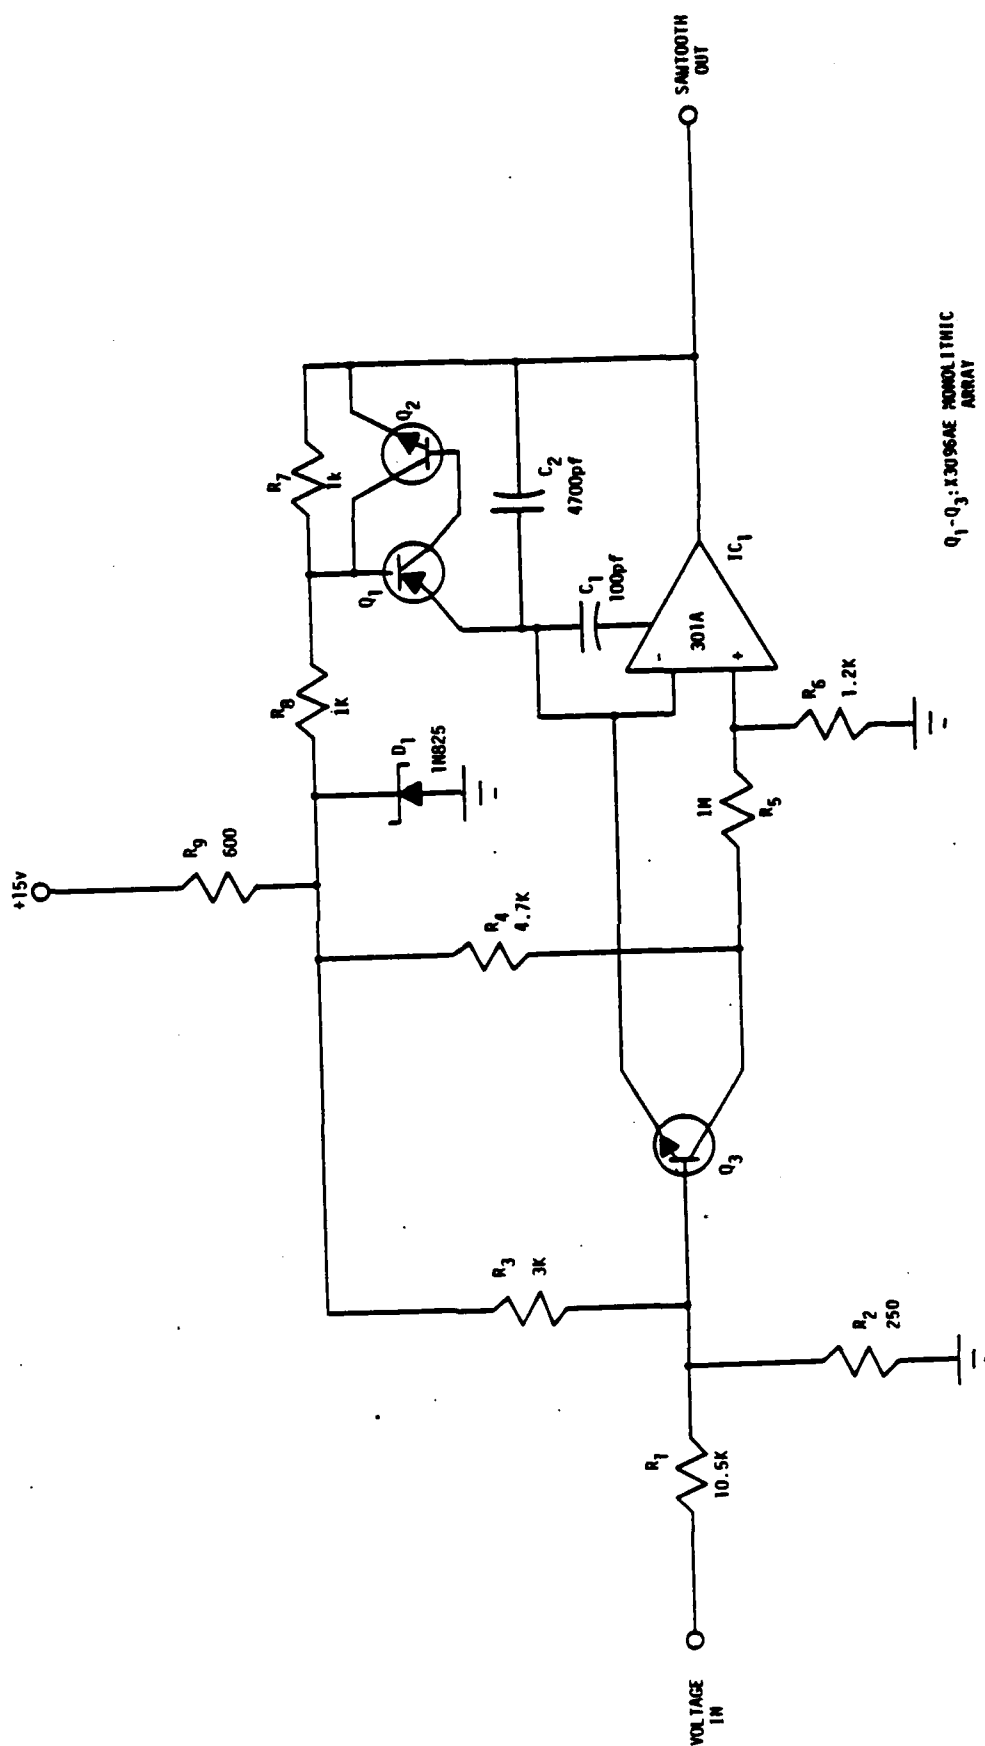 SAWTOOTH
OUT
+15v
R9
600
R8
1K
R7
1k
Q1
Q2
D1
1N825
C2
4700pf
C1
100pf
R4
4.7K
R3
3K
301A
-
+
IC1
R5
1M
R6
1.2K
Q3
R1
10.5K
R2
250
VOLTAGE
IN
Q1-Q3:X3096AE MONOLITHIC
ARRAY